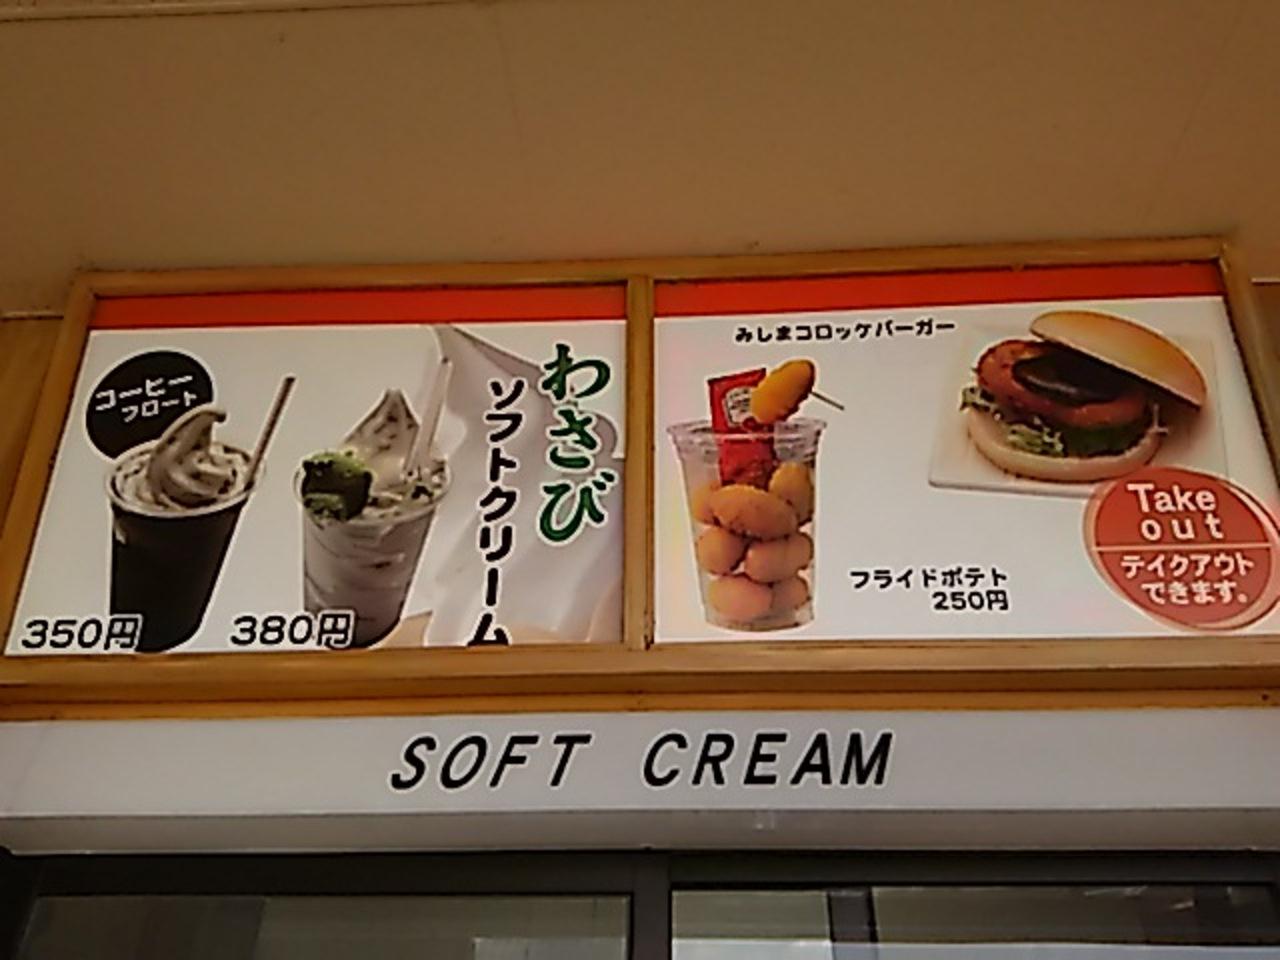 コーヒー
フロート
350円
380円
わさび
ソフトクリーム
みしまコロッケバーガー
フライドポテト
250円
Take
out
テイクアウト
できます。
SOFT CREAM